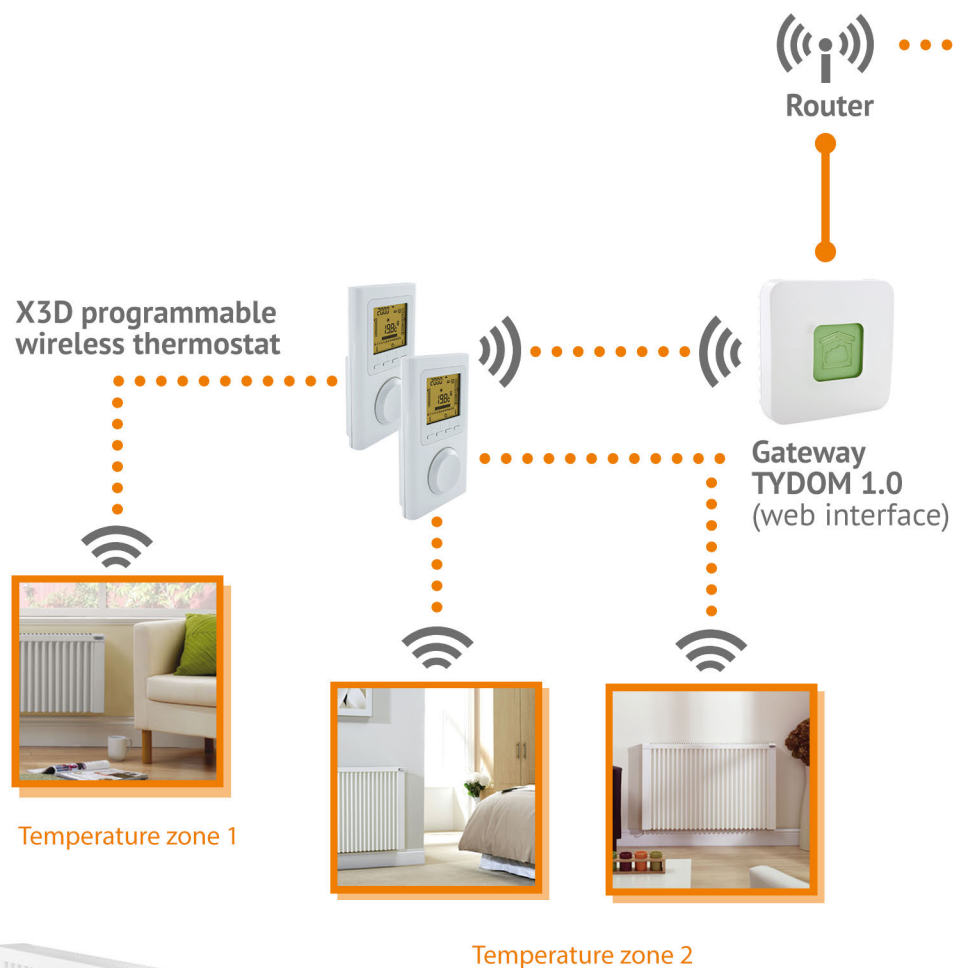 Router
X3D programmable
wireless thermostat
Gateway
TYDOM 1.0
(web interface)
Temperature zone 1
Temperature zone 2